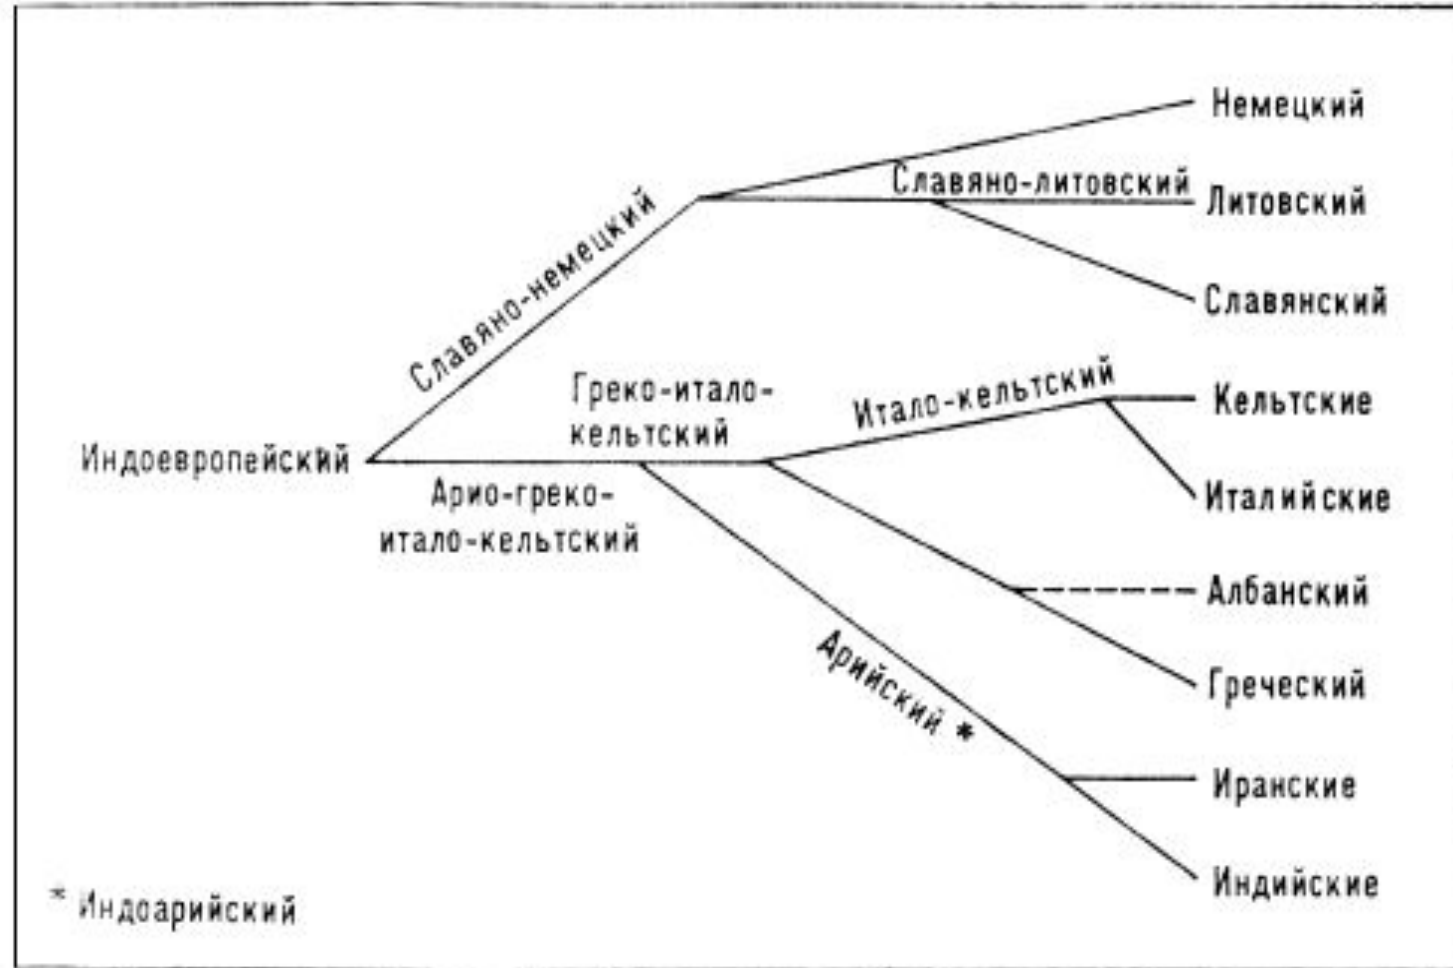 Немецкий
Славяно-литовский
Литовский
Славяно-немецкий
Славянский
Греко-итало-
кельтский
Итало-кельтский
Кельтские
Индоевропейский
Арио-греко-
итало-кельтский
Италийские
Албанский
Арийский *
Греческий
Иранские
Индийские
* Индоарийский